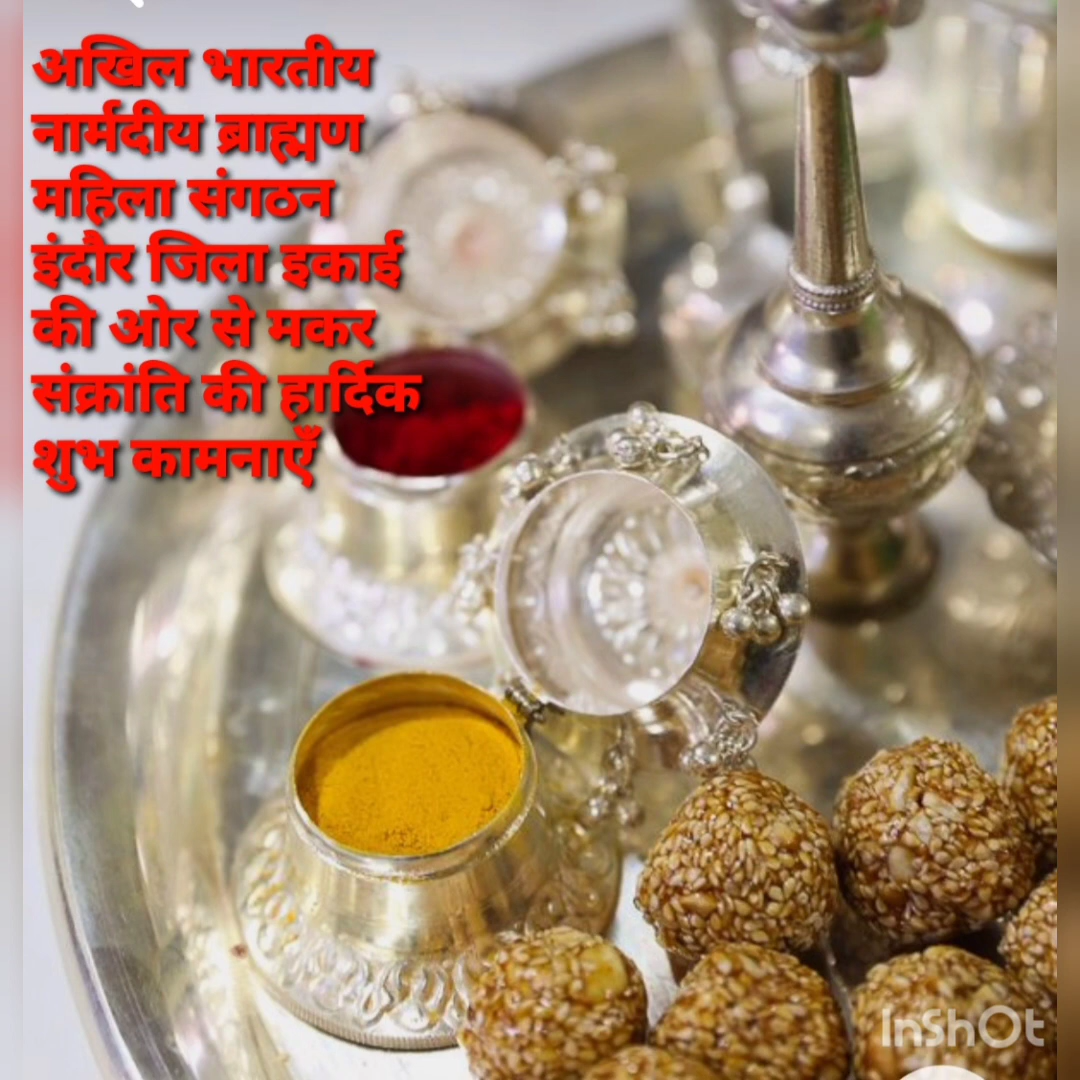 अखिल भारतीय
नार्मदीय ब्राह्मण
महिला संगठन
इंदौर जिला इकाई
की ओर से मकर
संक्रांति की हार्दिक
शुभ कामनाएँ
InShOt